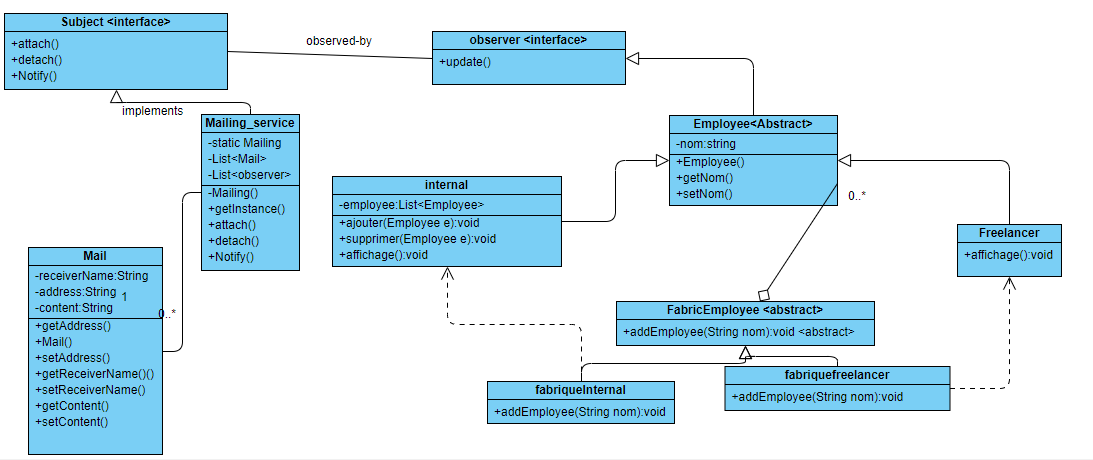 Subject <interface>
+attach()
+detach()
+Notify()
observed-by
observer <interface>
+update()
implements
Mailing_service
-static Mailing
-List<Mail>
-List<observer>
-Mailing()
+getInstance()
+attach()
+detach()
+Notify()
Employee<Abstract>
-nom:string
+Employee()
+getNom()
+setNom()
0..*
internal
-employee:List<Employee>
+ajouter(Employee e):void
+supprimer(Employee e):void
+affichage():void
Freelancer
+affichage():void
Mail
-receiverName:String
-address:String
-content:String
1
0..*
+getAddress()
+Mail()
+setAddress()
+getReceiverName()()
+setReceiverName()
+getContent()
+setContent()
FabricEmployee <abstract>
+addEmployee(String nom):void <abstract>
fabriqueInternal
+addEmployee(String nom):void
fabriquefreelancer
+addEmployee(String nom):void